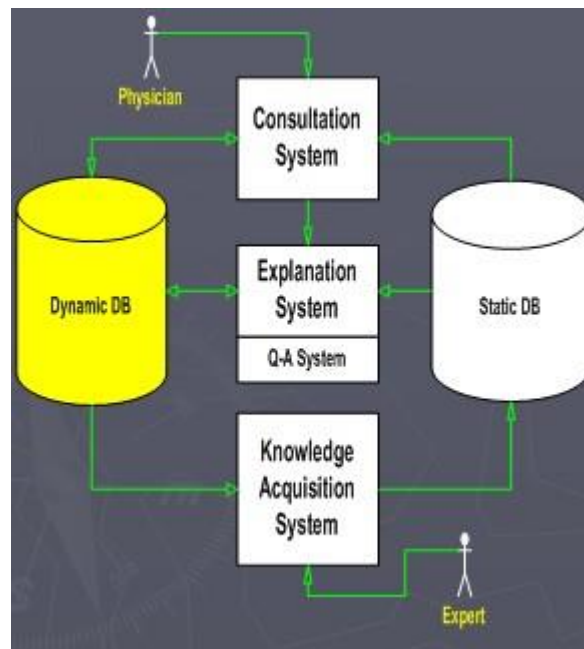 Physician
Consultation
System
Dynamic DB
Explanation
System
Q-A System
Static DB
Knowledge
Acquisition
System
Expert